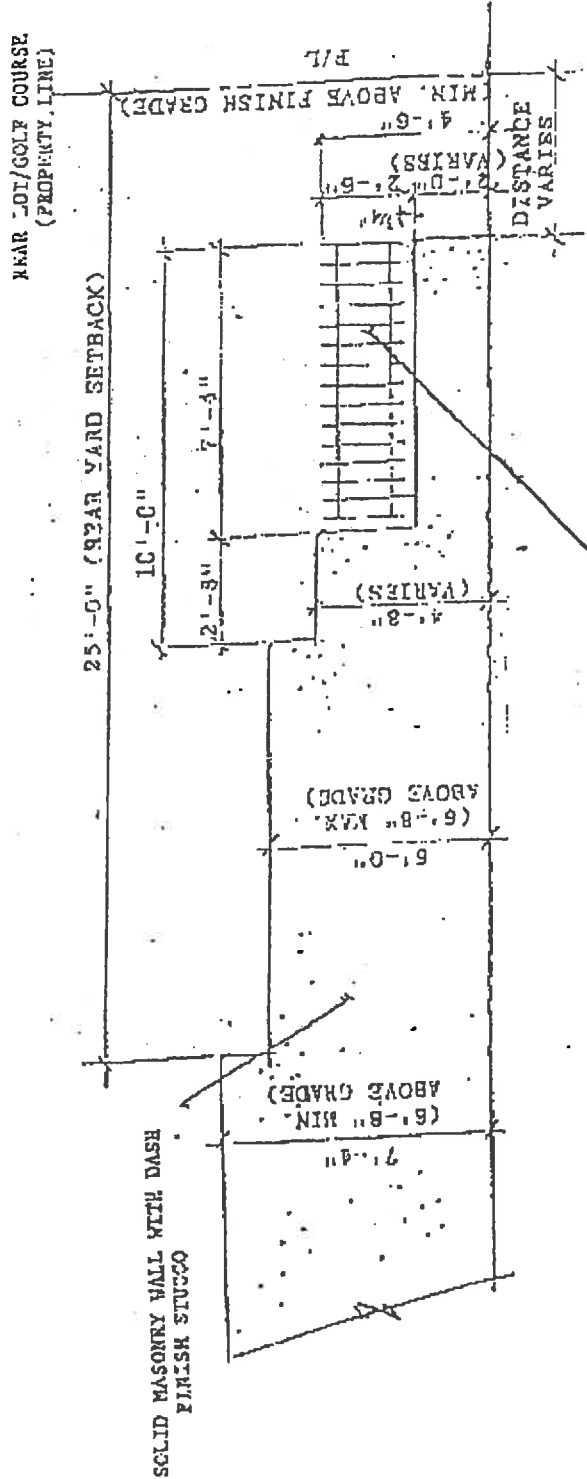 REAR LOT/GOLF COURSE
(PROPERTY LINE)
25'-0" (REAR YARD SETBACK)
10'-0"
2'-8"
7'-4"
P/L
(MIN. ABOVE FINISH GRADE)
4'-6"
(VARIES)
2'-0"
2'-6"
DISTANCE
VARIES
4'-8"
(VARIES)
6'-0"
(6'-8" MAX.
ABOVE GRADE)
7'-4"
(6'-8" MIN.
ABOVE GRADE)
SOLID MASONRY WALL WITH DASH
FINISH STUCCO